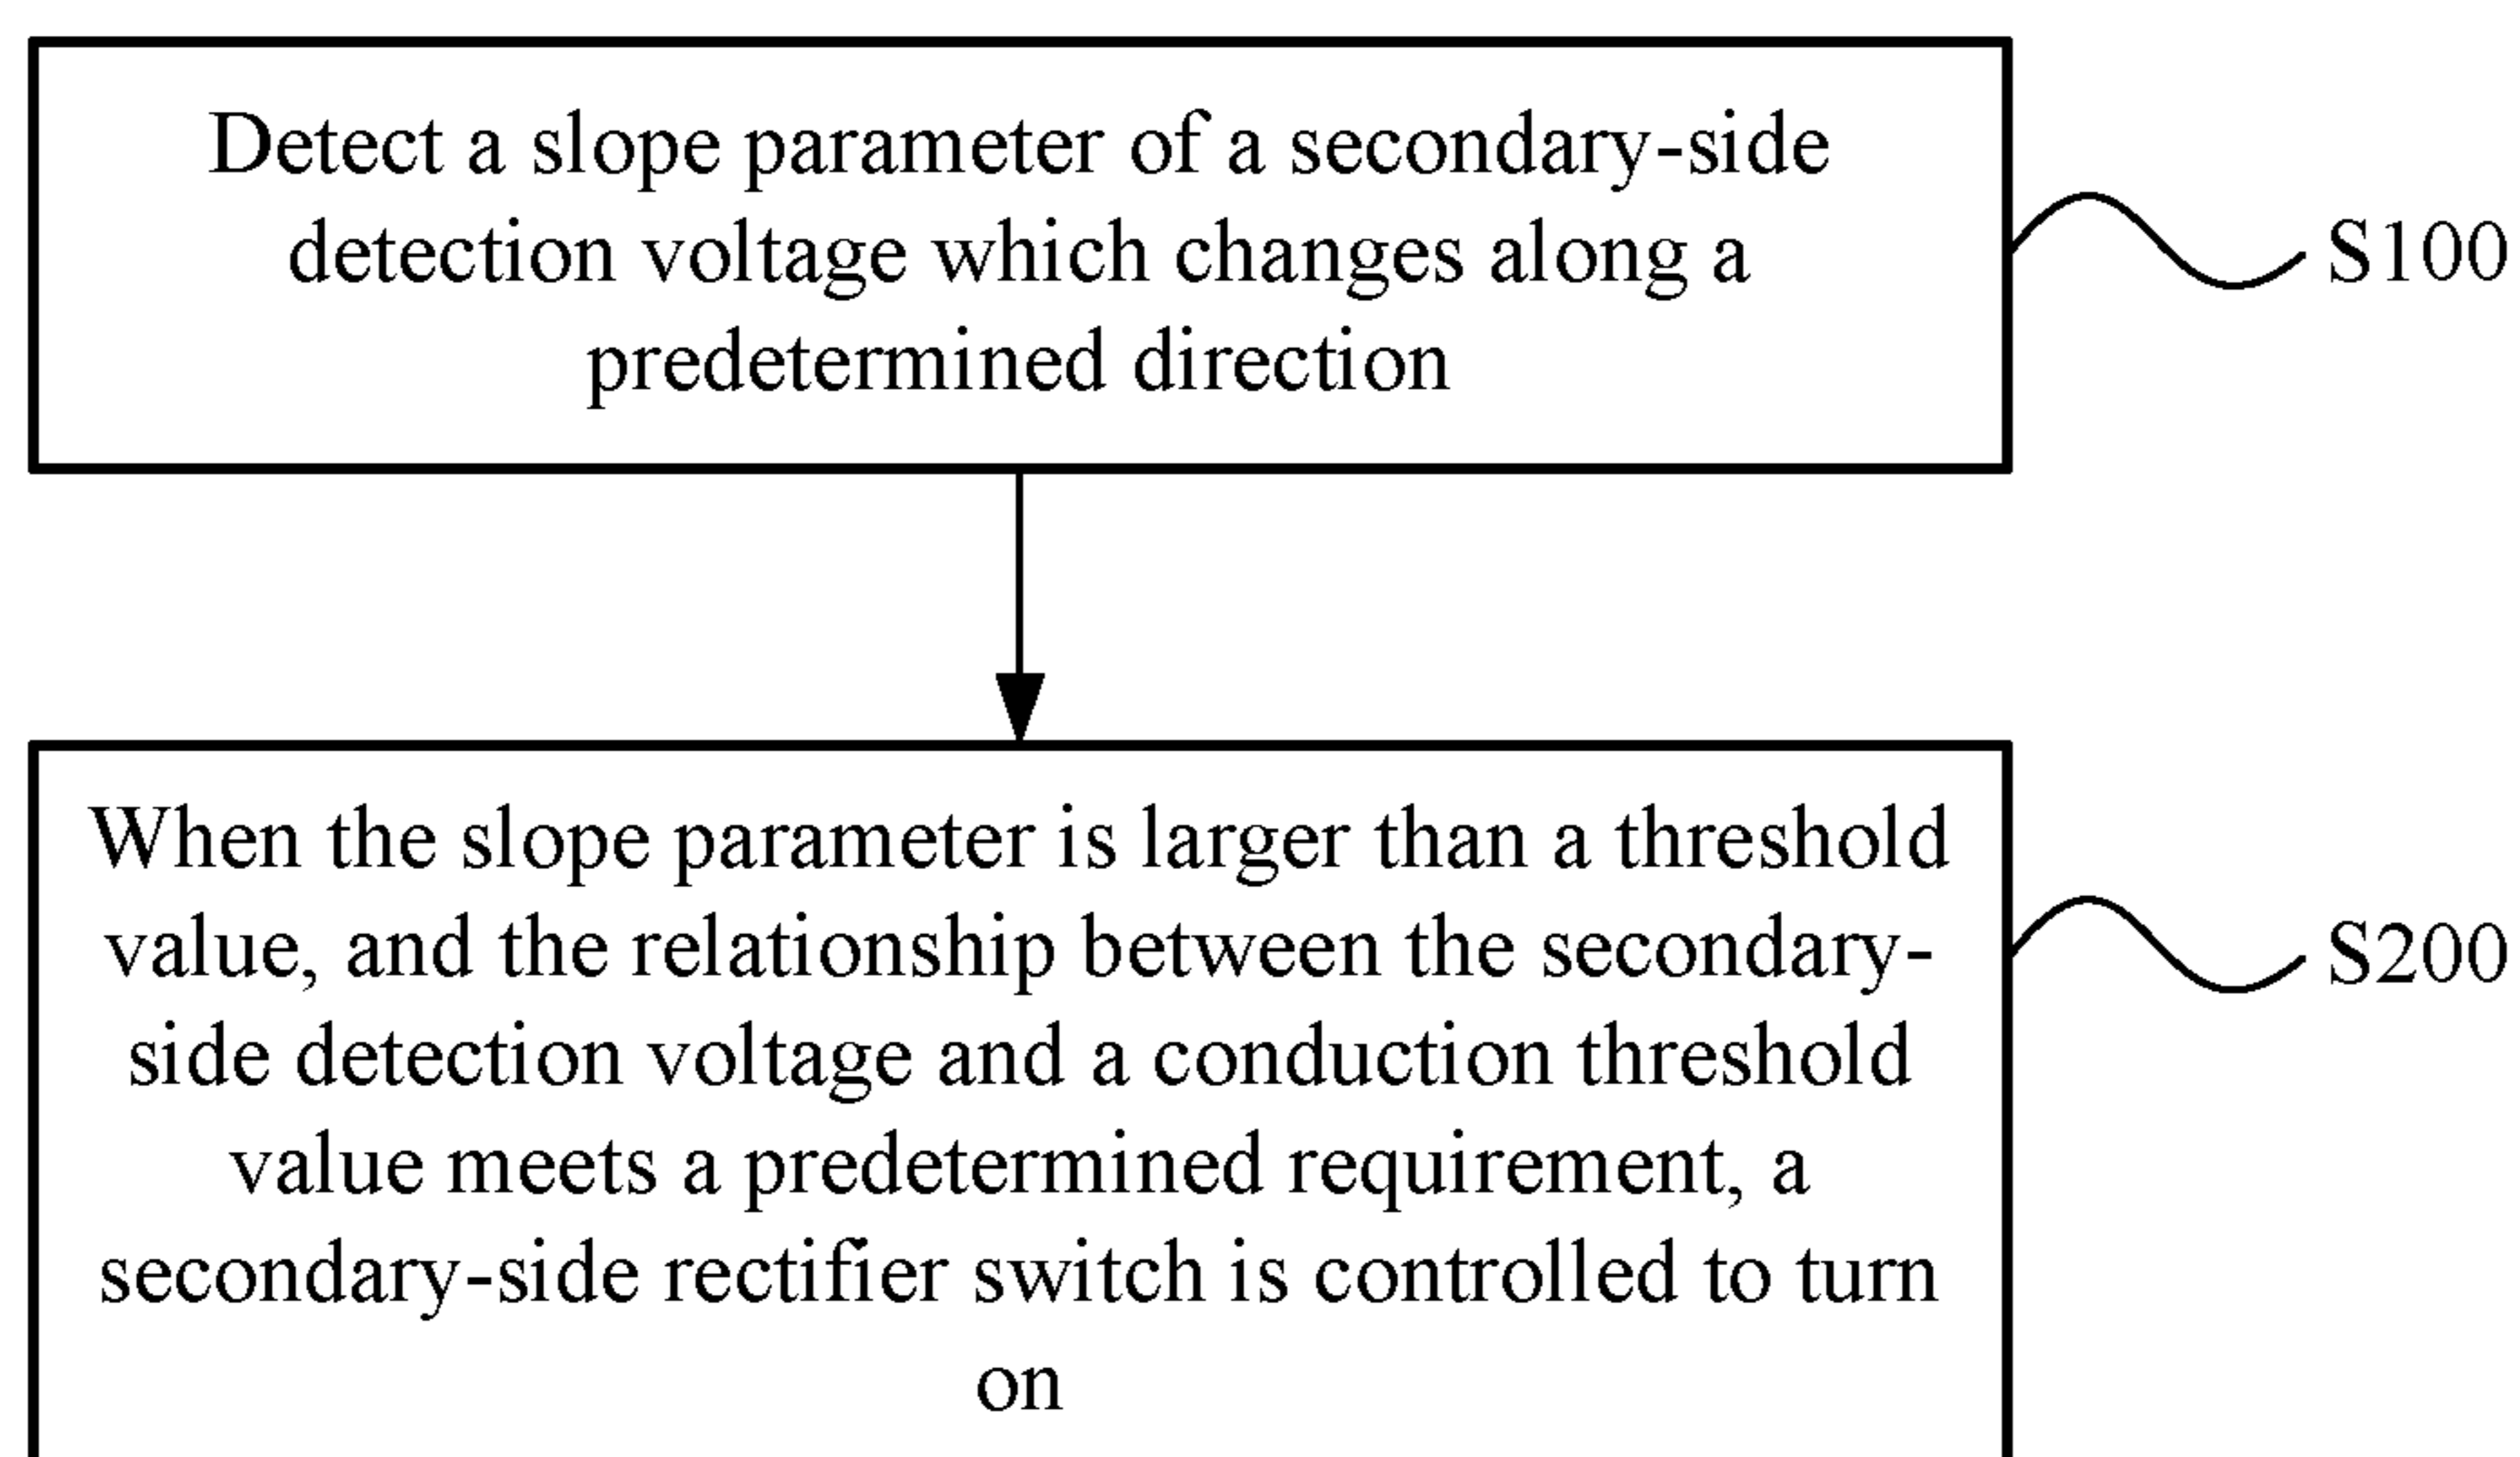 Detect a slope parameter of a secondary-side
detection voltage which changes along a
predetermined direction
S100
When the slope parameter is larger than a threshold
value, and the relationship between the secondary-
side detection voltage and a conduction threshold
value meets a predetermined requirement, a
secondary-side rectifier switch is controlled to turn
on
S200